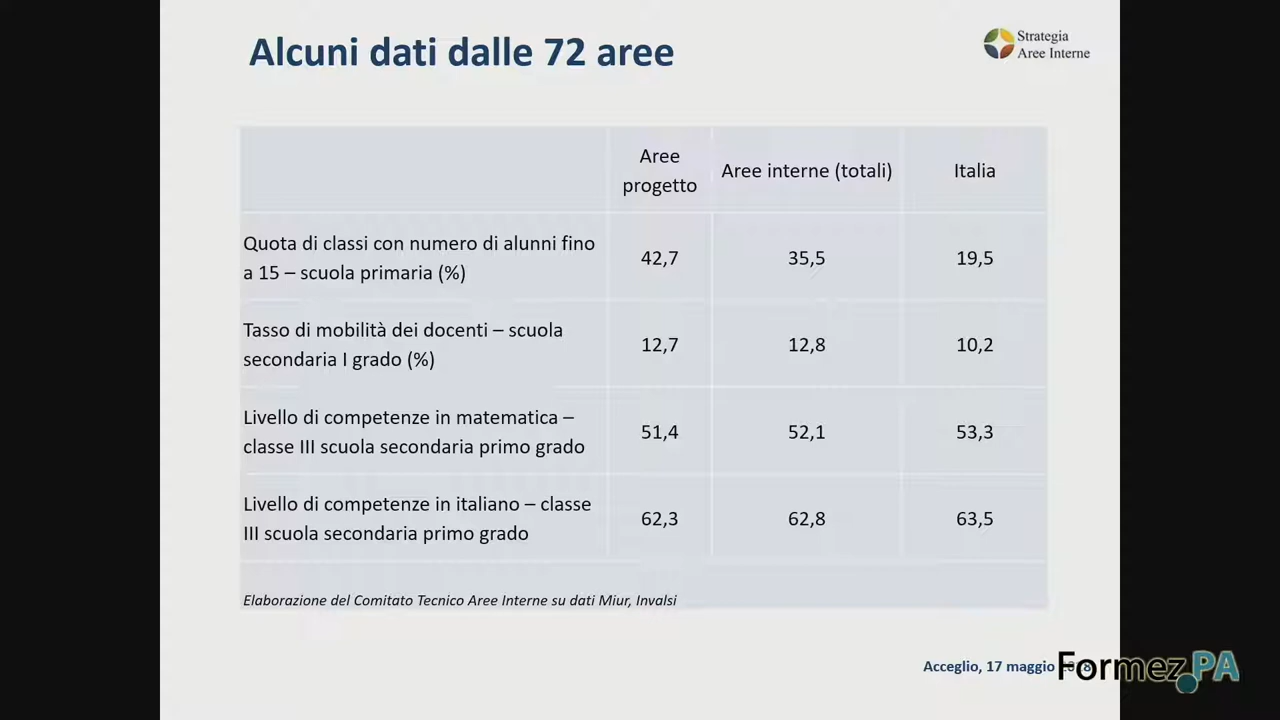 Alcuni dati dalle 72 aree
Strategia
Aree Interne
Aree
progetto
Aree interne (totali)
Italia
Quota di classi con numero di alunni fino
a 15 – scuola primaria (%)
42,7
35,5
19,5
Tasso di mobilità dei docenti – scuola
secondaria I grado (%)
12,7
12,8
10,2
Livello di competenze in matematica –
classe III scuola secondaria primo grado
51,4
52,1
53,3
Livello di competenze in italiano – classe
III scuola secondaria primo grado
62,3
62,8
63,5
Elaborazione del Comitato Tecnico Aree Interne su dati Miur, Invalsi
Acceglio, 17 maggio
Formez.PA